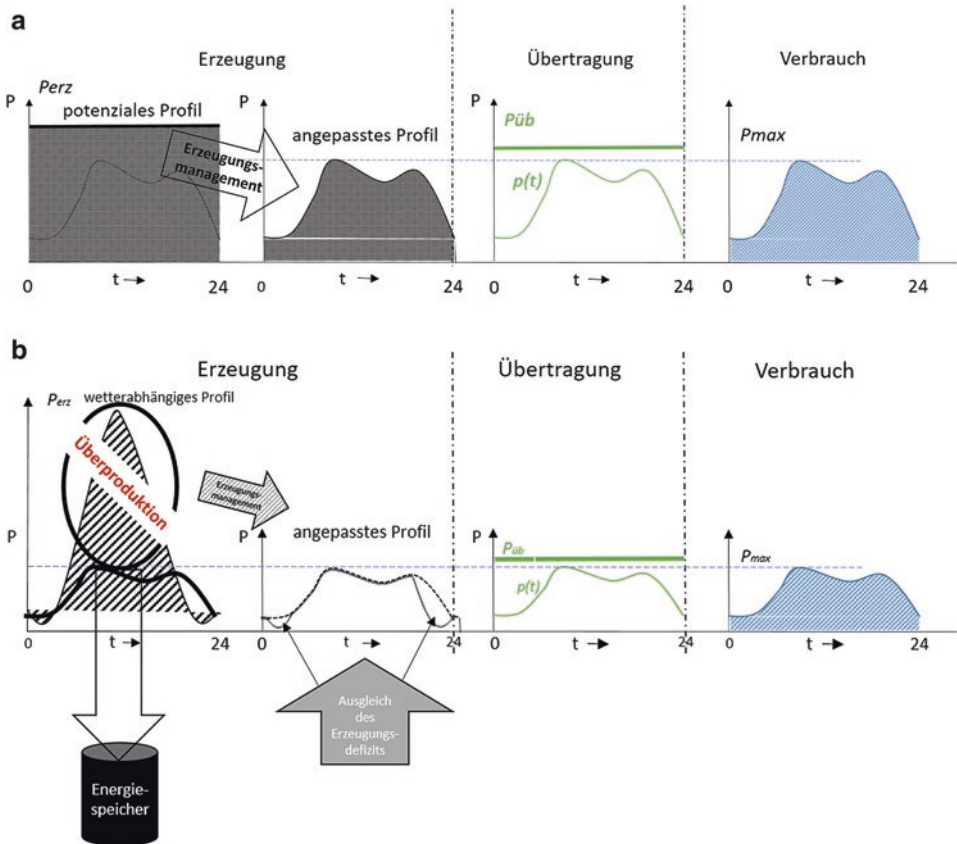 a
Erzeugung
Übertragung
Verbrauch
P
Perz
potenziales Profil
Erzeugungs-
management
P
angepasstes Profil
P
Püb
p(t)
Pmax
0
t
24
0
t
24
0
t
24
0
t
24
b
Erzeugung
Übertragung
Verbrauch
Perz wetterabhängiges Profil
Überproduktion
Erzeugungs-
management
P
P
angepasstes Profil
P
Püb
p(t)
Pmax
0
t
24
0
t
24
0
t
24
0
t
24
Ausgleich
des
Erzeugungs-
defizits
Energie-
speicher